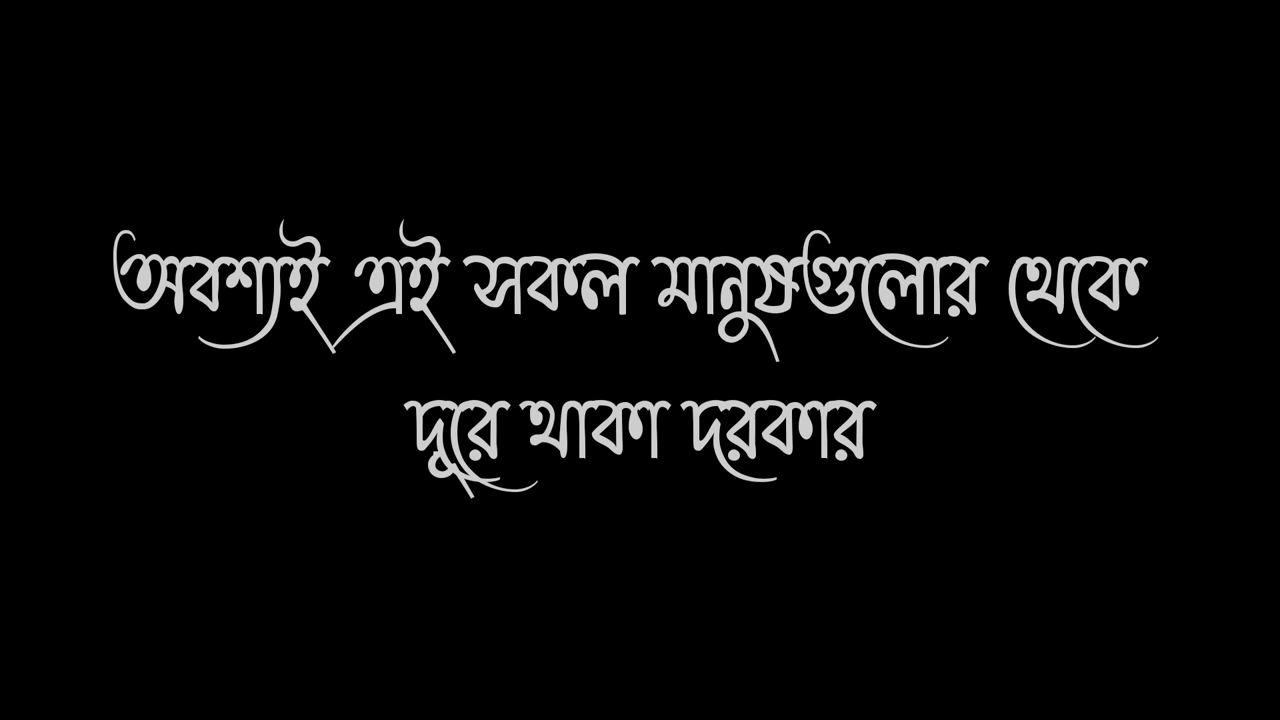 অবশ্যই এই সকল মানুষগুলোর থেকে
দূরে থাকা দরকার